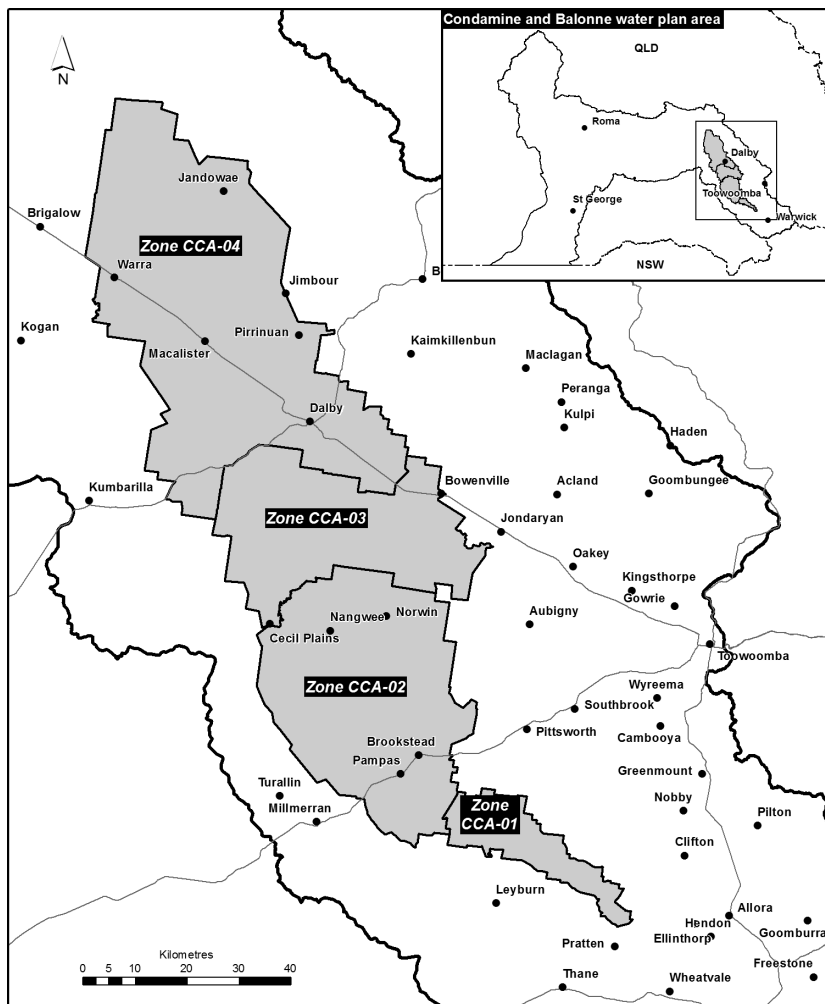 Condamine and Balonne water plan area
QLD
Roma
Dalby
St George
Toowoomba
Warwick
NSW
N
Jandowae
Brigalow
Zone CCA-04
Warra
B
Jimbour
Kogan
Pirrinuan
Macalister
Kaimkillenbun
Maclagan
Peranga
Kulpi
Dalby
Haden
Kumbarilla
Bowenville
Acland
Goombungee
Zone CCA-03
Jondaryan
Oakey
Kingsthorpe
Gowrie
Nangwee
Norwin
Aubigny
Cecil Plains
Toowoomba
Zone CCA-02
Wyreema
Southbrook
Pittsworth
Cambooya
Brookstead
Pampas
Greenmount
Turallin
Millmerran
Zone
CCA-01
Nobby
Pilton
Clifton
Leyburn
Allora
Hendon
Ellinthorp
Goomburra
Pratten
Freestone
Thane
Wheatvale
Kilometres
0 5 10 20 30 40